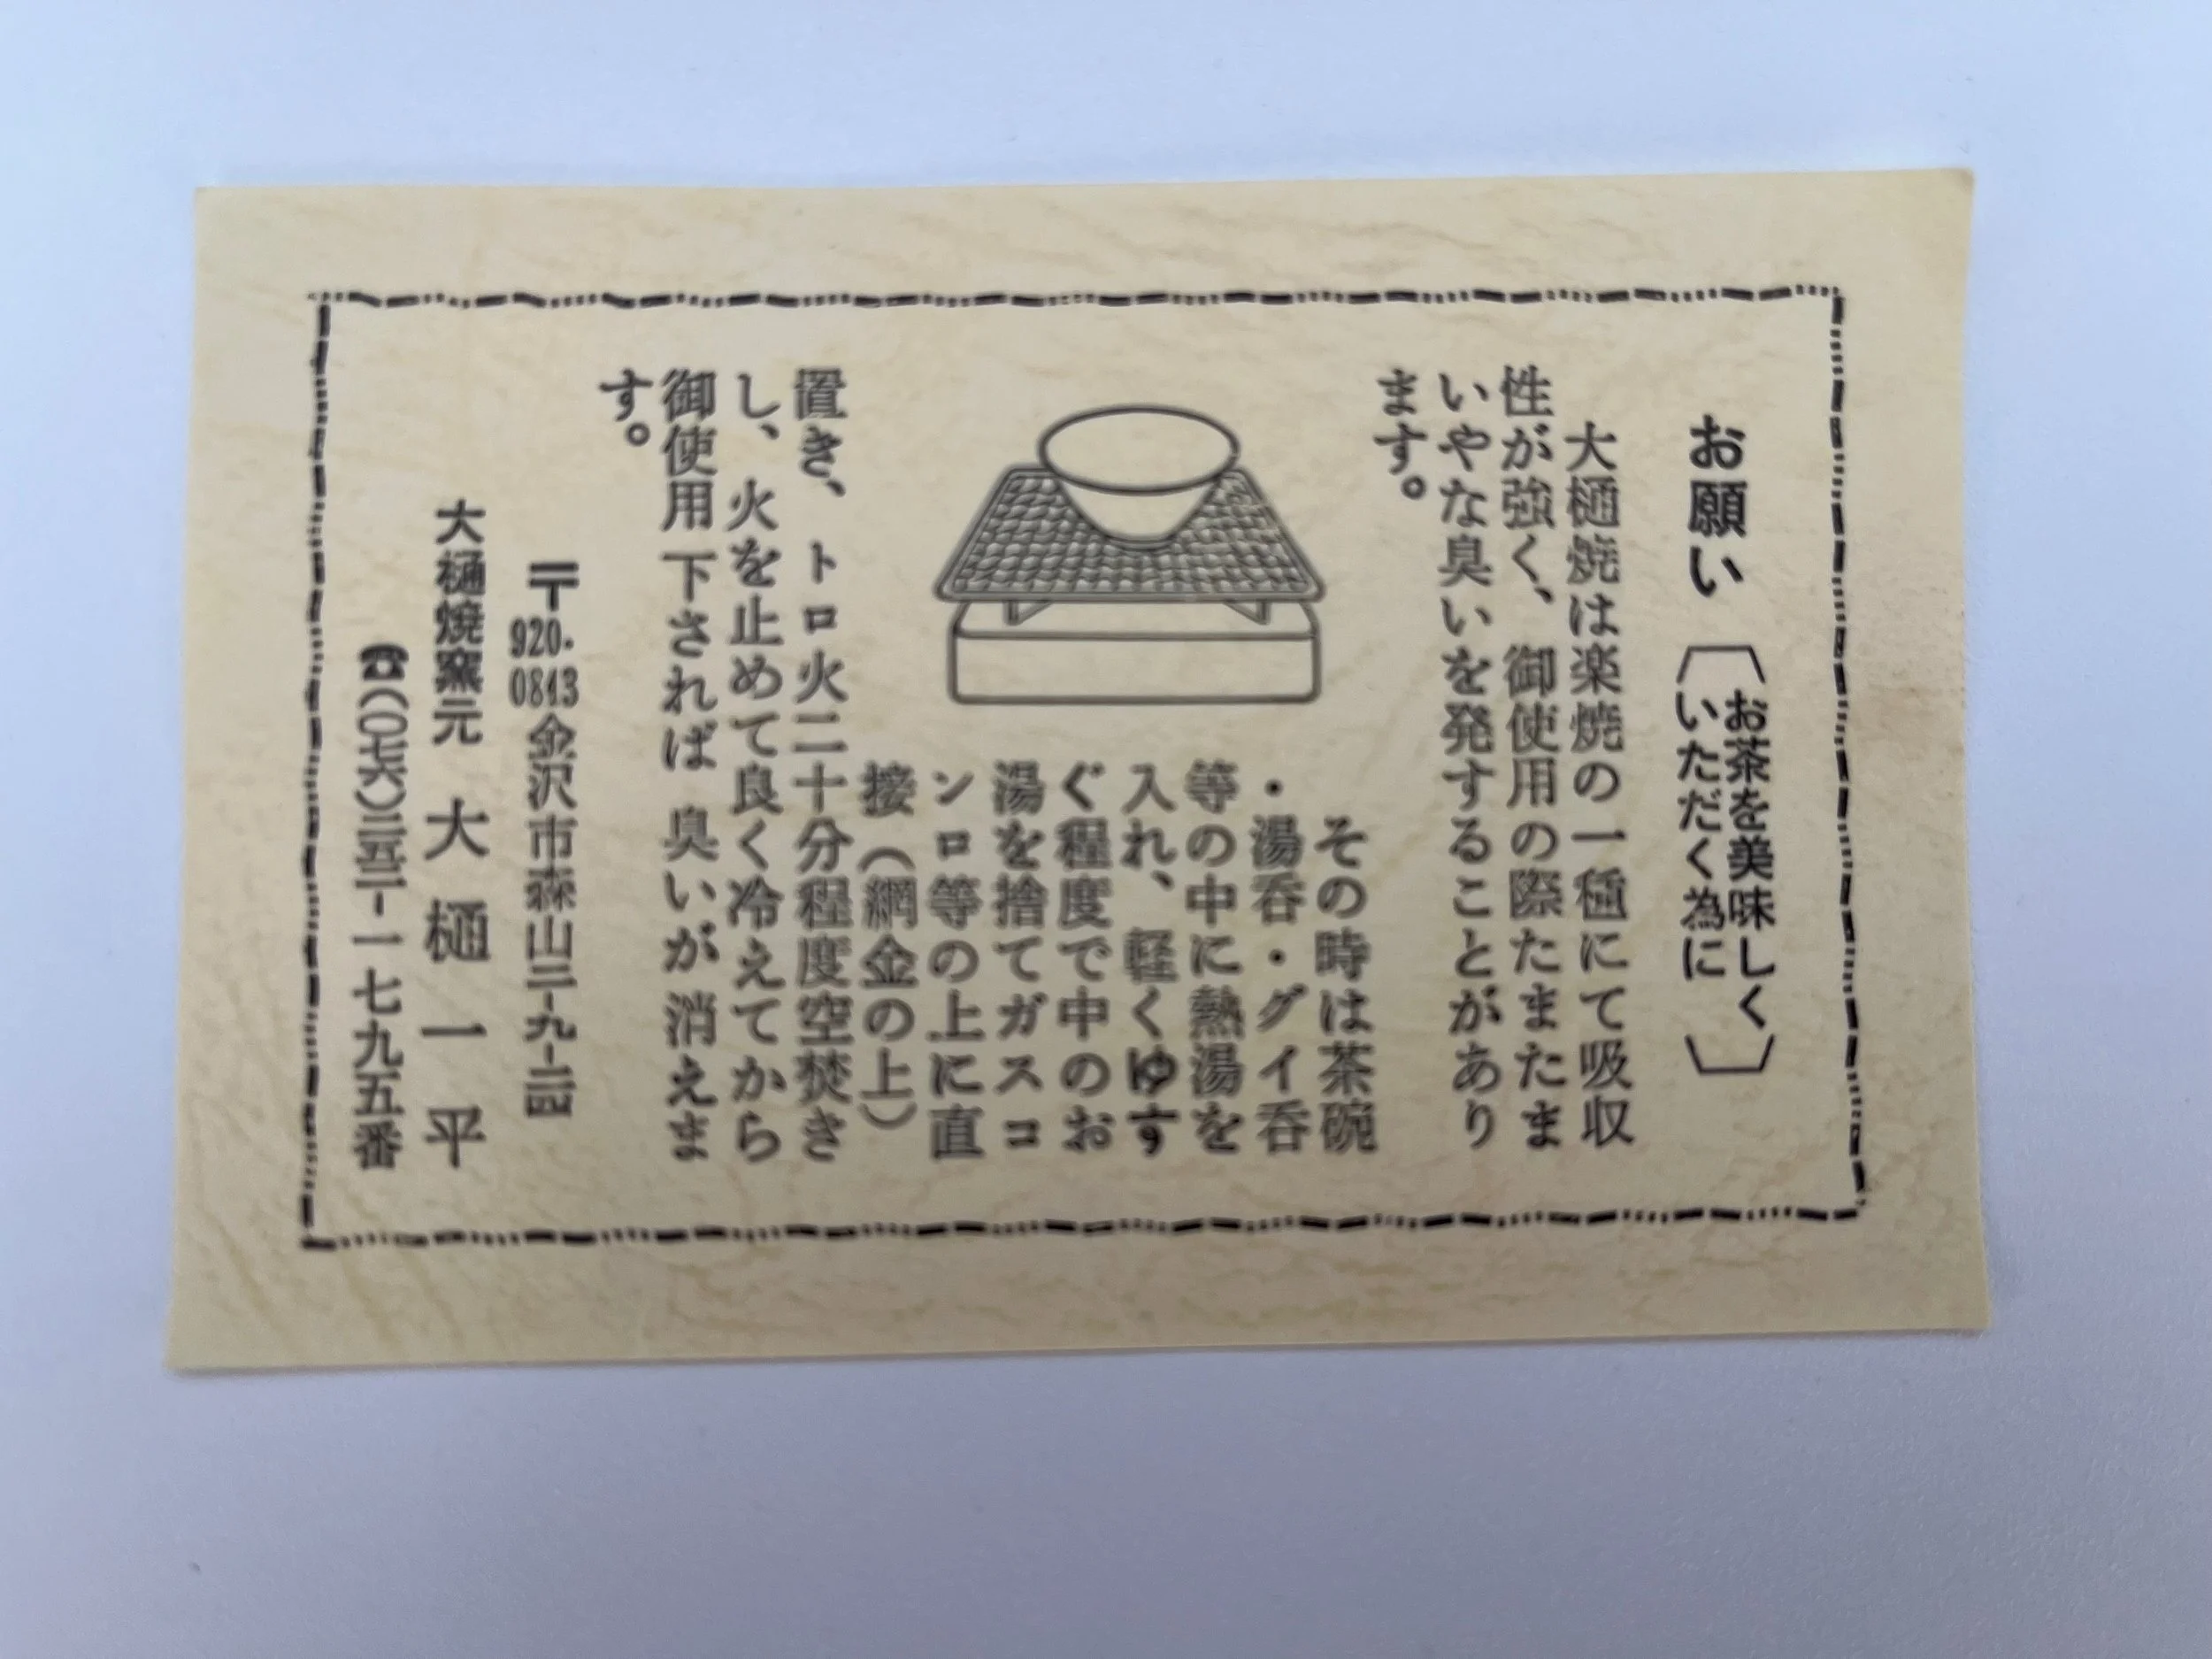 お願い
お茶を美味しく
いただく為に
大樋焼は楽焼の一種にて吸収
性が強く、御使用の際たまたま
いやな臭いを発することがあり
ます。
その時は茶碗
・湯呑・グイ呑
等の中に熱湯を
入れ、軽くゆす
ぐ程度で中のお
湯を捨てガスコ
ンロ等の上に直
接（網金の上）
置き、トロ火二十分程度空焚き
し、火を止めて良く冷えてから
御使用下されば臭いが消えま
す。
〒920-0843金沢市森山二-九-二四
大樋焼窯元 大樋一平
☎(〇七六)二五二-一七九五番